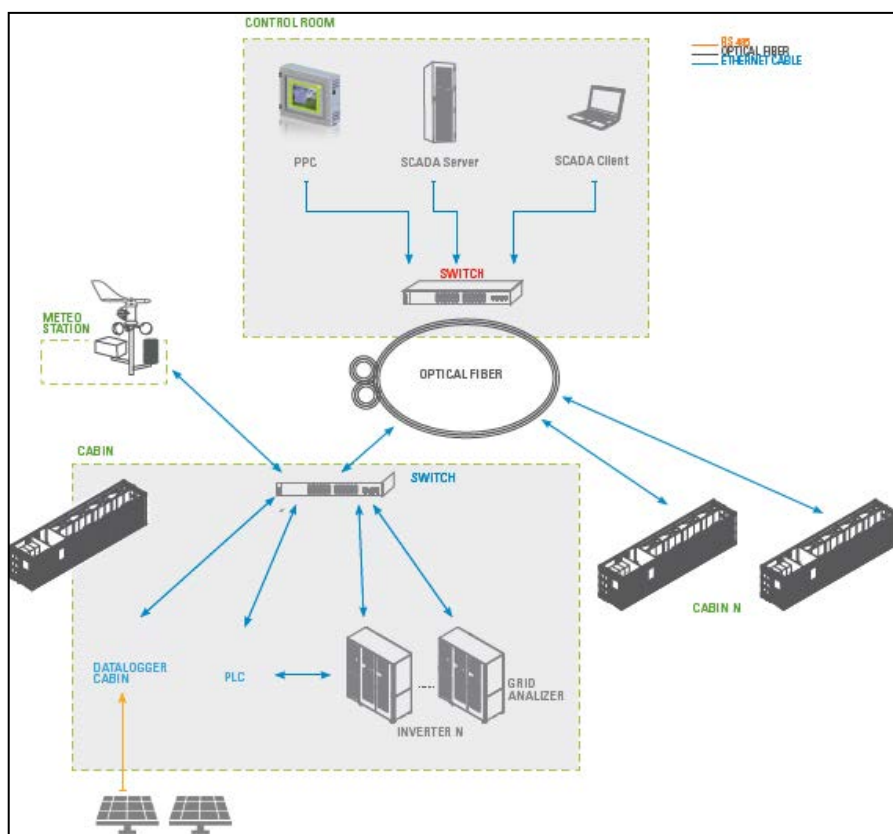 CONTROL ROOM
RS 485
OPTICAL FIBER
ETHERNET CABLE
PPC
SCADA Server
SCADA Client
SWITCH
METEO
STATION
OPTICAL FIBER
CABIN
SWITCH
CABIN N
DATALOGGER
CABIN
PLC
GRID
ANALIZER
INVERTER N